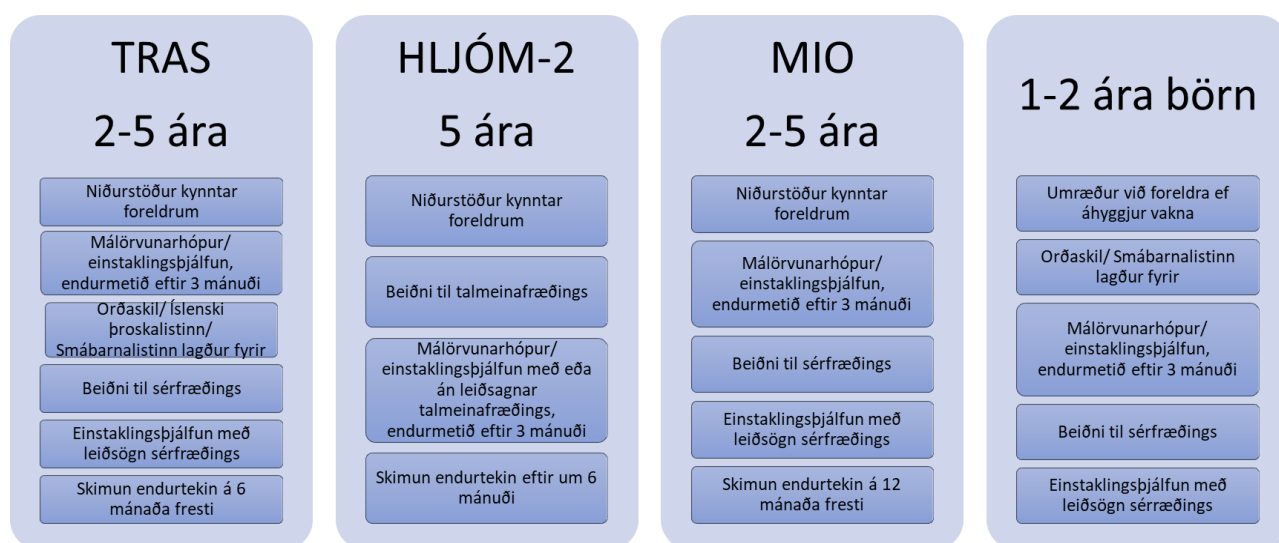 TRAS
2-5 ára
Niðurstöður kynntar
foreldrum
Málörvunarhópur/
einstaklingsþjálfun,
endurmetið eftir 3 mánuði
Orðaskil/ Íslenski
þroskalistinn/
Smábarnalistinn lagður fyrir
Beiðni til sérfræðings
Einstaklingsþjálfun með
leiðsögn sérfræðings
Skimun endurtekin á 6
mánaða fresti
HLJÓM-2
5 ára
Niðurstöður kynntar
foreldrum
Beiðni til talmeinafræðings
Málörvunarhópur/
einstaklingsþjálfun með eða
án leiðsagnar
talmeinafræðings,
endurmetið eftir 3 mánuði
Skimun endurtekin eftir um 6
mánuði
MIO
2-5 ára
Niðurstöður kynntar
foreldrum
Málörvunarhópur/
einstaklingsþjálfun,
endurmetið eftir 3 mánuði
Beiðni til sérfræðings
Einstaklingsþjálfun með
leiðsögn sérfræðings
Skimun endurtekin á 12
mánaða fresti
1-2 ára börn
Umræður við foreldra ef
áhyggjur vakna
Orðaskil/ Smábarnalistinn
lagður fyrir
Málörvunarhópur/
einstaklingsþjálfun,
endurmetið eftir 3 mánuði
Beiðni til sérfræðings
Einstaklingsþjálfun með
leiðsögn sérræðings